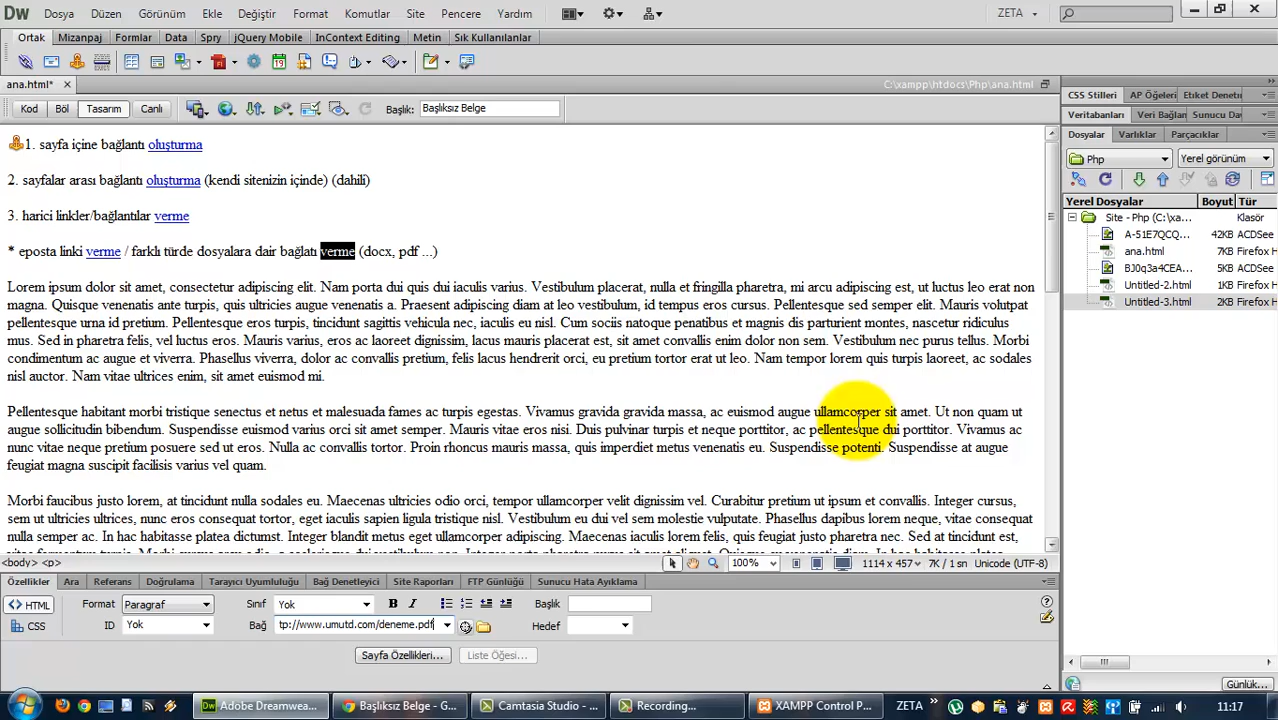 Dw Dosya Düzen Görünüm Ekle Değiştir Format Komutlar Site Pencere Yardım ZETA
Ortak Mizanpaj Formlar Data Spry jQuery Mobile InContext Editing Metin Sık Kullanılanlar
ana.html* C:\xampp\htdocs\Php\ana.html
Kod Böl Tasarım Canlı Başlık: Başlıksız Belge
CSS Stilleri AP Öğeleri Etiket Denetl
Veritabanları Veri Bağlan Sunucu Da
Dosyalar Varlıklar Parçacıklar
Php Yerel görünüm
Yerel Dosyalar Boyut Tür
Site - Php (C:\xa... Klasör
A-51E7QCQ... 42KB ACDSee
ana.html 7KB Firefox H
BJ0q3a4CEA... 5KB ACDSee
Untitled-2.html 1KB Firefox H
Untitled-3.html 2KB Firefox H
1. sayfa içine bağlantı oluşturma
2. sayfalar arası bağlantı oluşturma (kendi sitenizin içinde) (dahili)
3. harici linkler/bağlantılar verme
* eposta linki verme / farklı türde dosyalara dair bağlatı verme (docx, pdf ...)
Lorem ipsum dolor sit amet, consectetur adipiscing elit. Nam porta dui quis dui iaculis varius. Vestibulum placerat, nulla et fringilla pharetra, mi arcu adipiscing est, ut luctus leo erat non
magna. Quisque venenatis ante turpis, quis ultricies augue venenatis a. Praesent adipiscing diam at leo vestibulum, id tempus eros cursus. Pellentesque sed semper elit. Mauris volutpat
pellentesque urna id pretium. Pellentesque eros turpis, tincidunt sagittis vehicula nec, iaculis eu nisl. Cum sociis natoque penatibus et magnis dis parturient montes, nascetur ridiculus
mus. Sed in pharetra felis, vel luctus eros. Mauris varius, eros ac laoreet dignissim, lacus mauris placerat est, sit amet convallis enim dolor non sem. Vestibulum nec purus tellus. Morbi
condimentum ac augue et viverra. Phasellus viverra, dolor ac convallis pretium, felis lacus hendrerit orci, eu pretium tortor erat ut leo. Nam tempor lorem quis turpis laoreet, ac sodales
nisl auctor. Nam vitae ultrices enim, sit amet euismod mi.
Pellentesque habitant morbi tristique senectus et netus et malesuada fames ac turpis egestas. Vivamus gravida gravida massa, ac euismod augue ullamcorper sit amet. Ut non quam ut
augue sollicitudin bibendum. Suspendisse euismod varius orci sit amet semper. Mauris vitae eros nisi. Duis pulvinar turpis et neque porttitor, ac pellentesque dui porttitor. Vivamus ac
nunc vitae neque pretium posuere sed ut eros. Nulla ac convallis tortor. Proin rhoncus mauris massa, quis imperdiet metus venenatis eu. Suspendisse potenti. Suspendisse at augue
feugiat magna suscipit facilisis varius vel quam.
Morbi faucibus justo lorem, at tincidunt nulla sodales eu. Maecenas ultricies odio orci, tempor ullamcorper velit dignissim vel. Curabitur pretium ut ipsum et convallis. Integer cursus,
sem ut ultricies ultrices, nunc eros consequat tortor, eget iaculis sapien ligula tristique nisl. Vestibulum eu dui vel sem molestie vulputate. Phasellus dapibus lorem neque, vitae consequat
nulla semper ac. In hac habitasse platea dictumst. Integer blandit metus eget ullamcorper adipiscing. Maecenas iaculis lorem felis, quis feugiat justo pharetra non. Sed at tincidunt est,
<body> <p> 100% 1114 x 457 7K / 1 sn Unicode (UTF-8)
Özellikler Ara Referans Doğrulama Tarayıcı Uyumluluğu Bağ Denetleyici Site Raporları FTP Günlüğü Sunucu Hata Ayıklama
<> HTML Format Paragraf Sınıf Yok B I Başlık
CSS ID Yok Bağ tp://www.umutd.com/deneme.pdf Hedef
Sayfa Özellikleri... Liste Öğesi...
Günlük...
Adobe Dreamwea... Başlıksız Belge - G... Camtasia Studio - ... Recording... XAMPP Control P... ZETA 11:17